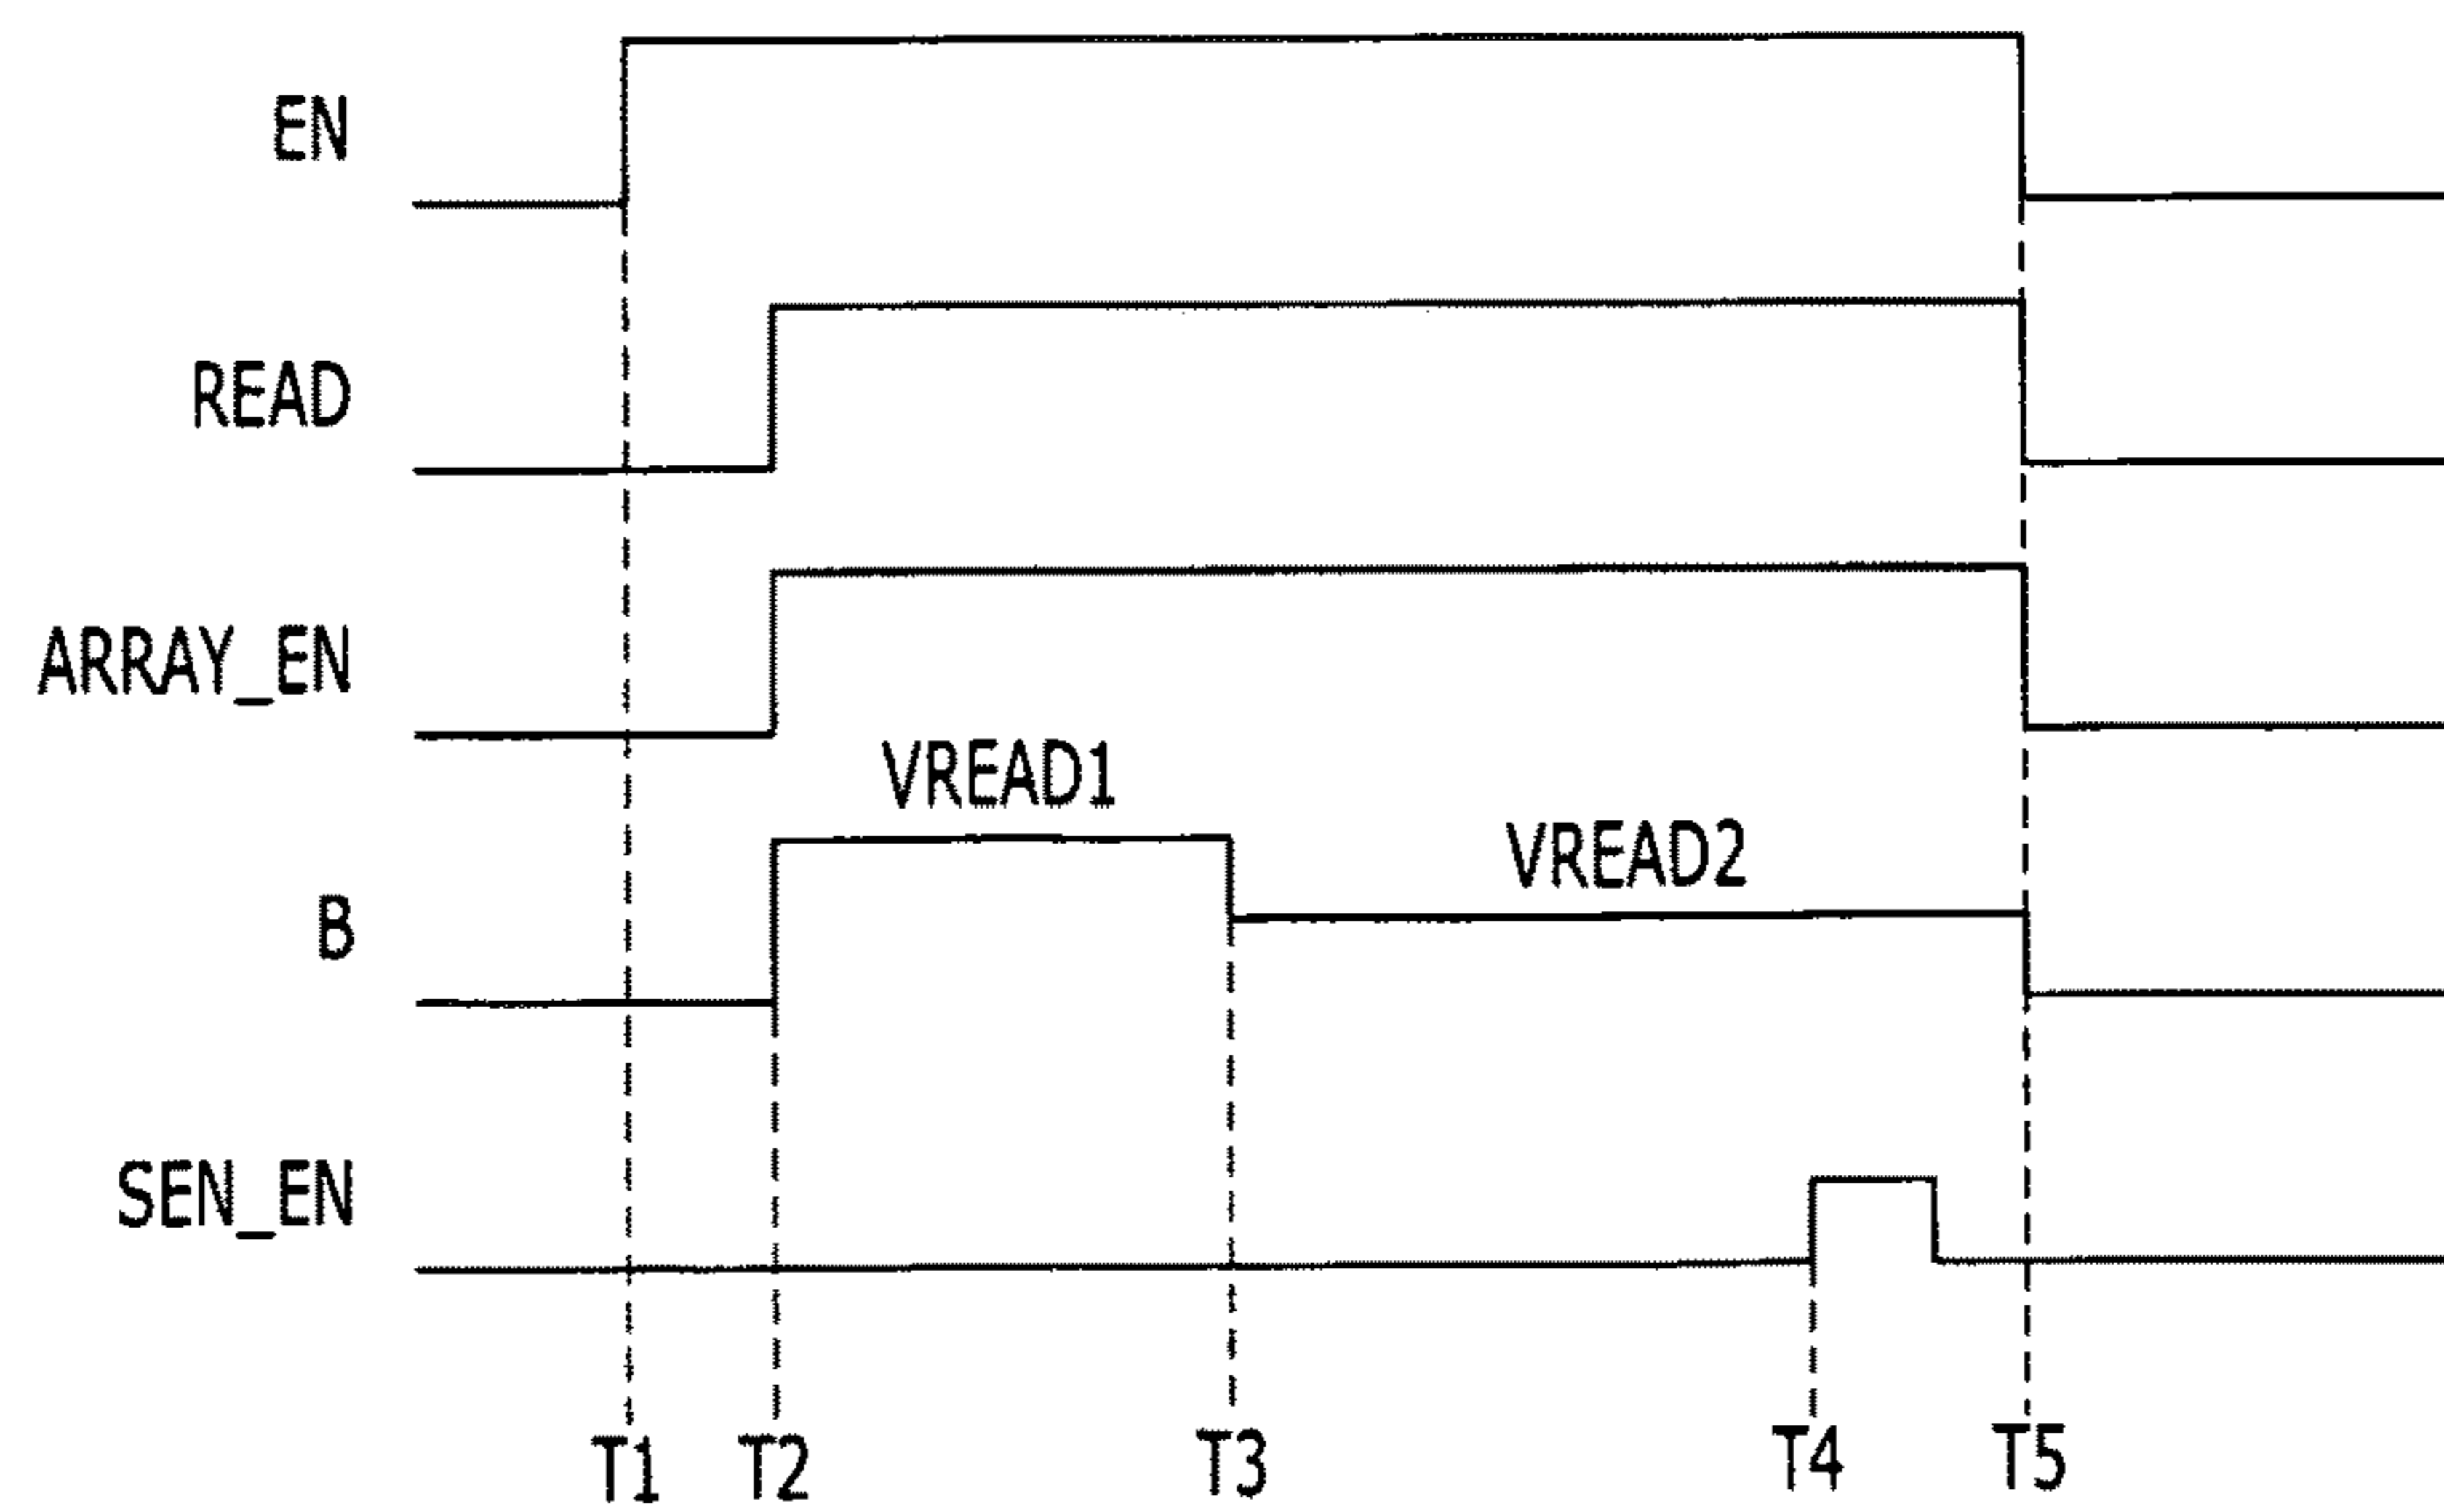 EN
READ
ARRAY_EN
VREAD1
VREAD2
B
SEN_EN
T1 T2 T3 T4 T5